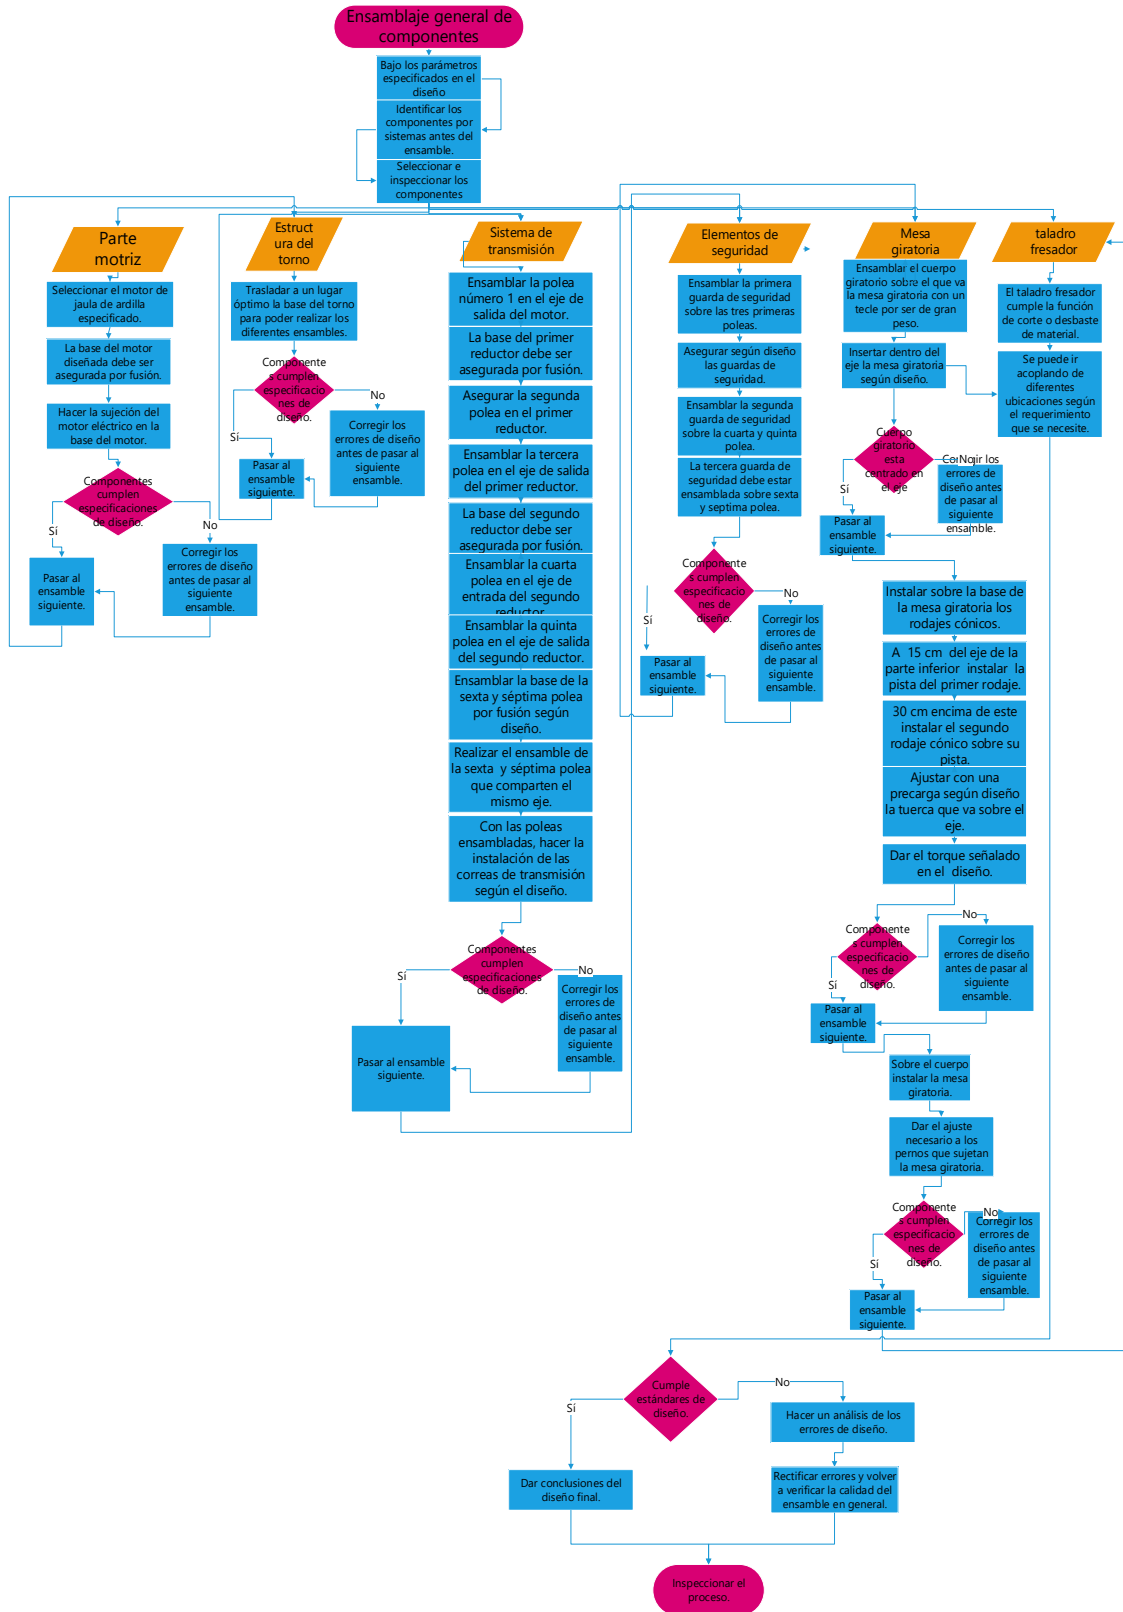 Ensamblaje general de
componentes
Bajo los parámetros
especificados en el
diseño
Identificar los
componentes por
sistemas antes del
ensamble.
Seleccionar e
inspeccionar los
componentes
Parte
motriz
Seleccionar el motor de
jaula de ardilla
especificado.
La base del motor
diseñada debe ser
asegurada por fusión.
Hacer la sujeción del
motor eléctrico en la
base del motor.
Componentes
cumplen
especificaciones
de diseño.
Sí
No
Pasar al
ensamble
siguiente.
Corregir los
errores de diseño
antes de pasar al
siguiente
ensamble.
Estruct
ura del
torno
Trasladar a un lugar
óptimo la base del torno
para poder realizar los
diferentes ensambles.
Componente
s cumplen
especificacio
nes de
diseño.
Sí
No
Pasar al
ensamble
siguiente.
Corregir los
errores de diseño
antes de pasar al
siguiente
ensamble.
Sistema de
transmisión
Ensamblar la polea
número 1 en el eje de
salida del motor.
La base del primer
reductor debe ser
asegurada por fusión.
Asegurar la segunda
polea en el primer
reductor.
Ensamblar la tercera
polea en el eje de salida
del primer reductor.
La base del segundo
reductor debe ser
asegurada por fusión.
Ensamblar la cuarta
polea en el eje de
entrada del segundo
reductor
Ensamblar la quinta
polea en el eje de salida
del segundo reductor.
Ensamblar la base de la
sexta y séptima polea
por fusión según
diseño.
Realizar el ensamble de
la sexta y séptima polea
que comparten el
mismo eje.
Con las poleas
ensambladas, hacer la
instalación de las
correas de transmisión
según el diseño.
Componentes
cumplen
especificaciones
de diseño.
Sí
No
Pasar al ensamble
siguiente.
Corregir los
errores de
diseño antes
de pasar al
siguiente
ensamble.
Elementos de
seguridad
Ensamblar la primera
guarda de seguridad
sobre las tres primeras
poleas.
Asegurar según diseño
las guardas de
seguridad.
Ensamblar la segunda
guarda de seguridad
sobre la cuarta y quinta
polea.
La tercera guarda de
seguridad debe estar
ensamblada sobre sexta
y septima polea.
Componente
s cumplen
especificacio
nes de
diseño.
Sí
No
Pasar al
ensamble
siguiente.
Corregir los
errores de
diseño antes
de pasar al
siguiente
ensamble.
Mesa
giratoria
Ensamblar el cuerpo
giratorio sobre el que va
la mesa giratoria con un
tecle por ser de gran
peso.
Insertar dentro del
eje la mesa giratoria
según diseño.
Cuerpo
giratorio
esta
centrado en
el eje
Sí
No
Pasar al
ensamble
siguiente.
Corregir los
errores de
diseño antes
de pasar al
siguiente
ensamble.
Instalar sobre la base de
la mesa giratoria los
rodajes cónicos.
A 15 cm del eje de la
parte inferior instalar la
pista del primer rodaje.
30 cm encima de este
instalar el segundo
rodaje cónico sobre su
pista.
Ajustar con una
precarga según diseño
la tuerca que va sobre el
eje.
Dar el torque señalado
en el diseño.
Componente
s cumplen
especificacio
nes de
diseño.
Sí
No
Pasar al
ensamble
siguiente.
Corregir los
errores de diseño
antes de pasar al
siguiente
ensamble.
Sobre el cuerpo
instalar la mesa
giratoria.
Dar el ajuste
necesario a los
pernos que sujetan
la mesa giratoria.
Componente
s cumplen
especificacio
nes de
diseño.
Sí
No
Pasar al
ensamble
siguiente.
Corregir los
errores de
diseño antes
de pasar al
siguiente
ensamble.
taladro
fresador
El taladro fresador
cumple la función
de corte o desbaste
de material.
Se puede ir
acoplando de
diferentes
ubicaciones según
el requerimiento
que se necesite.
Cumple
estándares de
diseño.
Sí
No
Dar conclusiones del
diseño final.
Hacer un análisis de los
errores de diseño.
Rectificar errores y volver
a verificar la calidad del
ensamble en general.
Inspeccionar el
proceso.